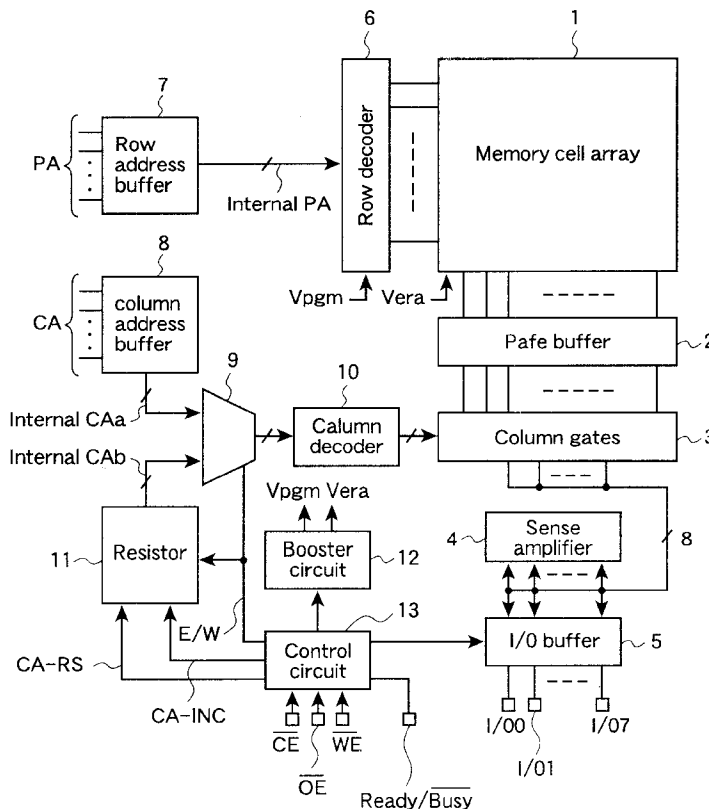 6
1
7
PA
Row
address
buffer
Internal PA
Row decoder
Memory cell array
8
CA
column
address
buffer
Vpgm
Vera
Pafe buffer
2
9
10
Internal CAa
Calumn
decoder
Column gates
3
Internal CAb
Vpgm Vera
11
Resistor
Booster
circuit
12
4
Sense
amplifier
8
E/W
13
Control
circuit
I/0 buffer
5
CA-RS
CA-INC
CE
OE
WE
Ready/Busy
I/00
I/01
I/07